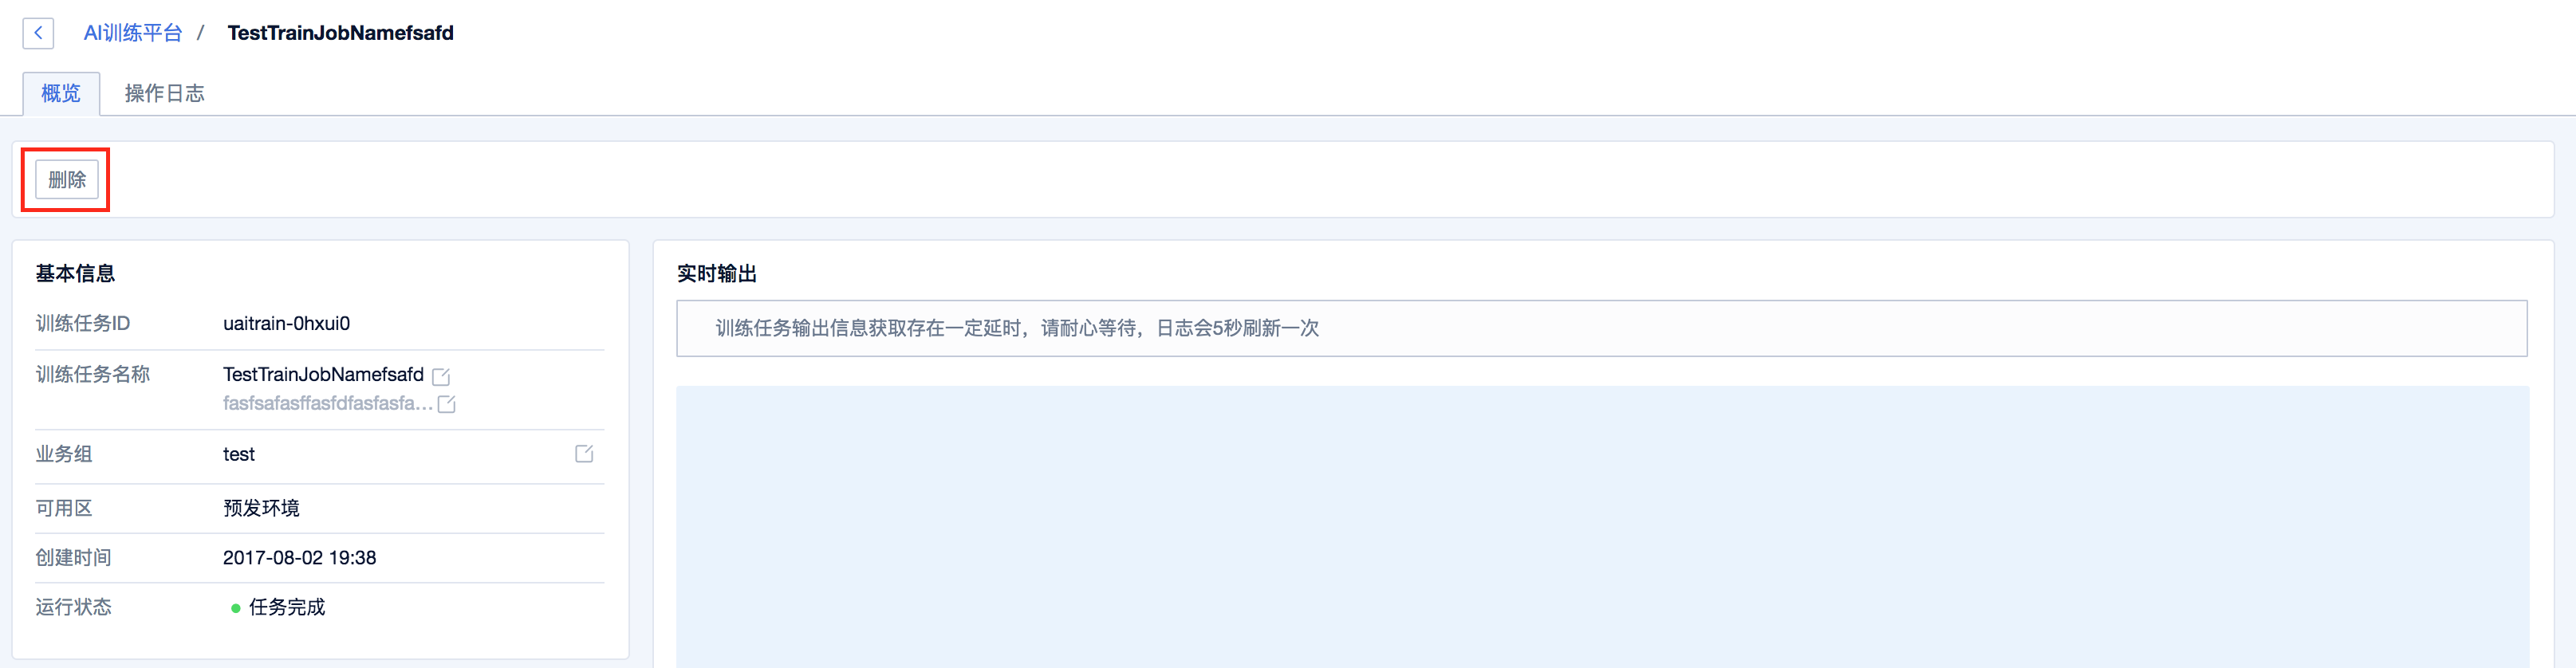 AI训练平台 / TestTrainJobNamefsafd
概览 操作日志
删除
基本信息
训练任务ID uaitrain-0hxui0
训练任务名称 TestTrainJobNamefsafd
fasfsafasffasfdfasfasfa...
业务组 test
可用区 预发环境
创建时间 2017-08-02 19:38
运行状态 任务完成
实时输出
训练任务输出信息获取存在一定延时，请耐心等待，日志会5秒刷新一次